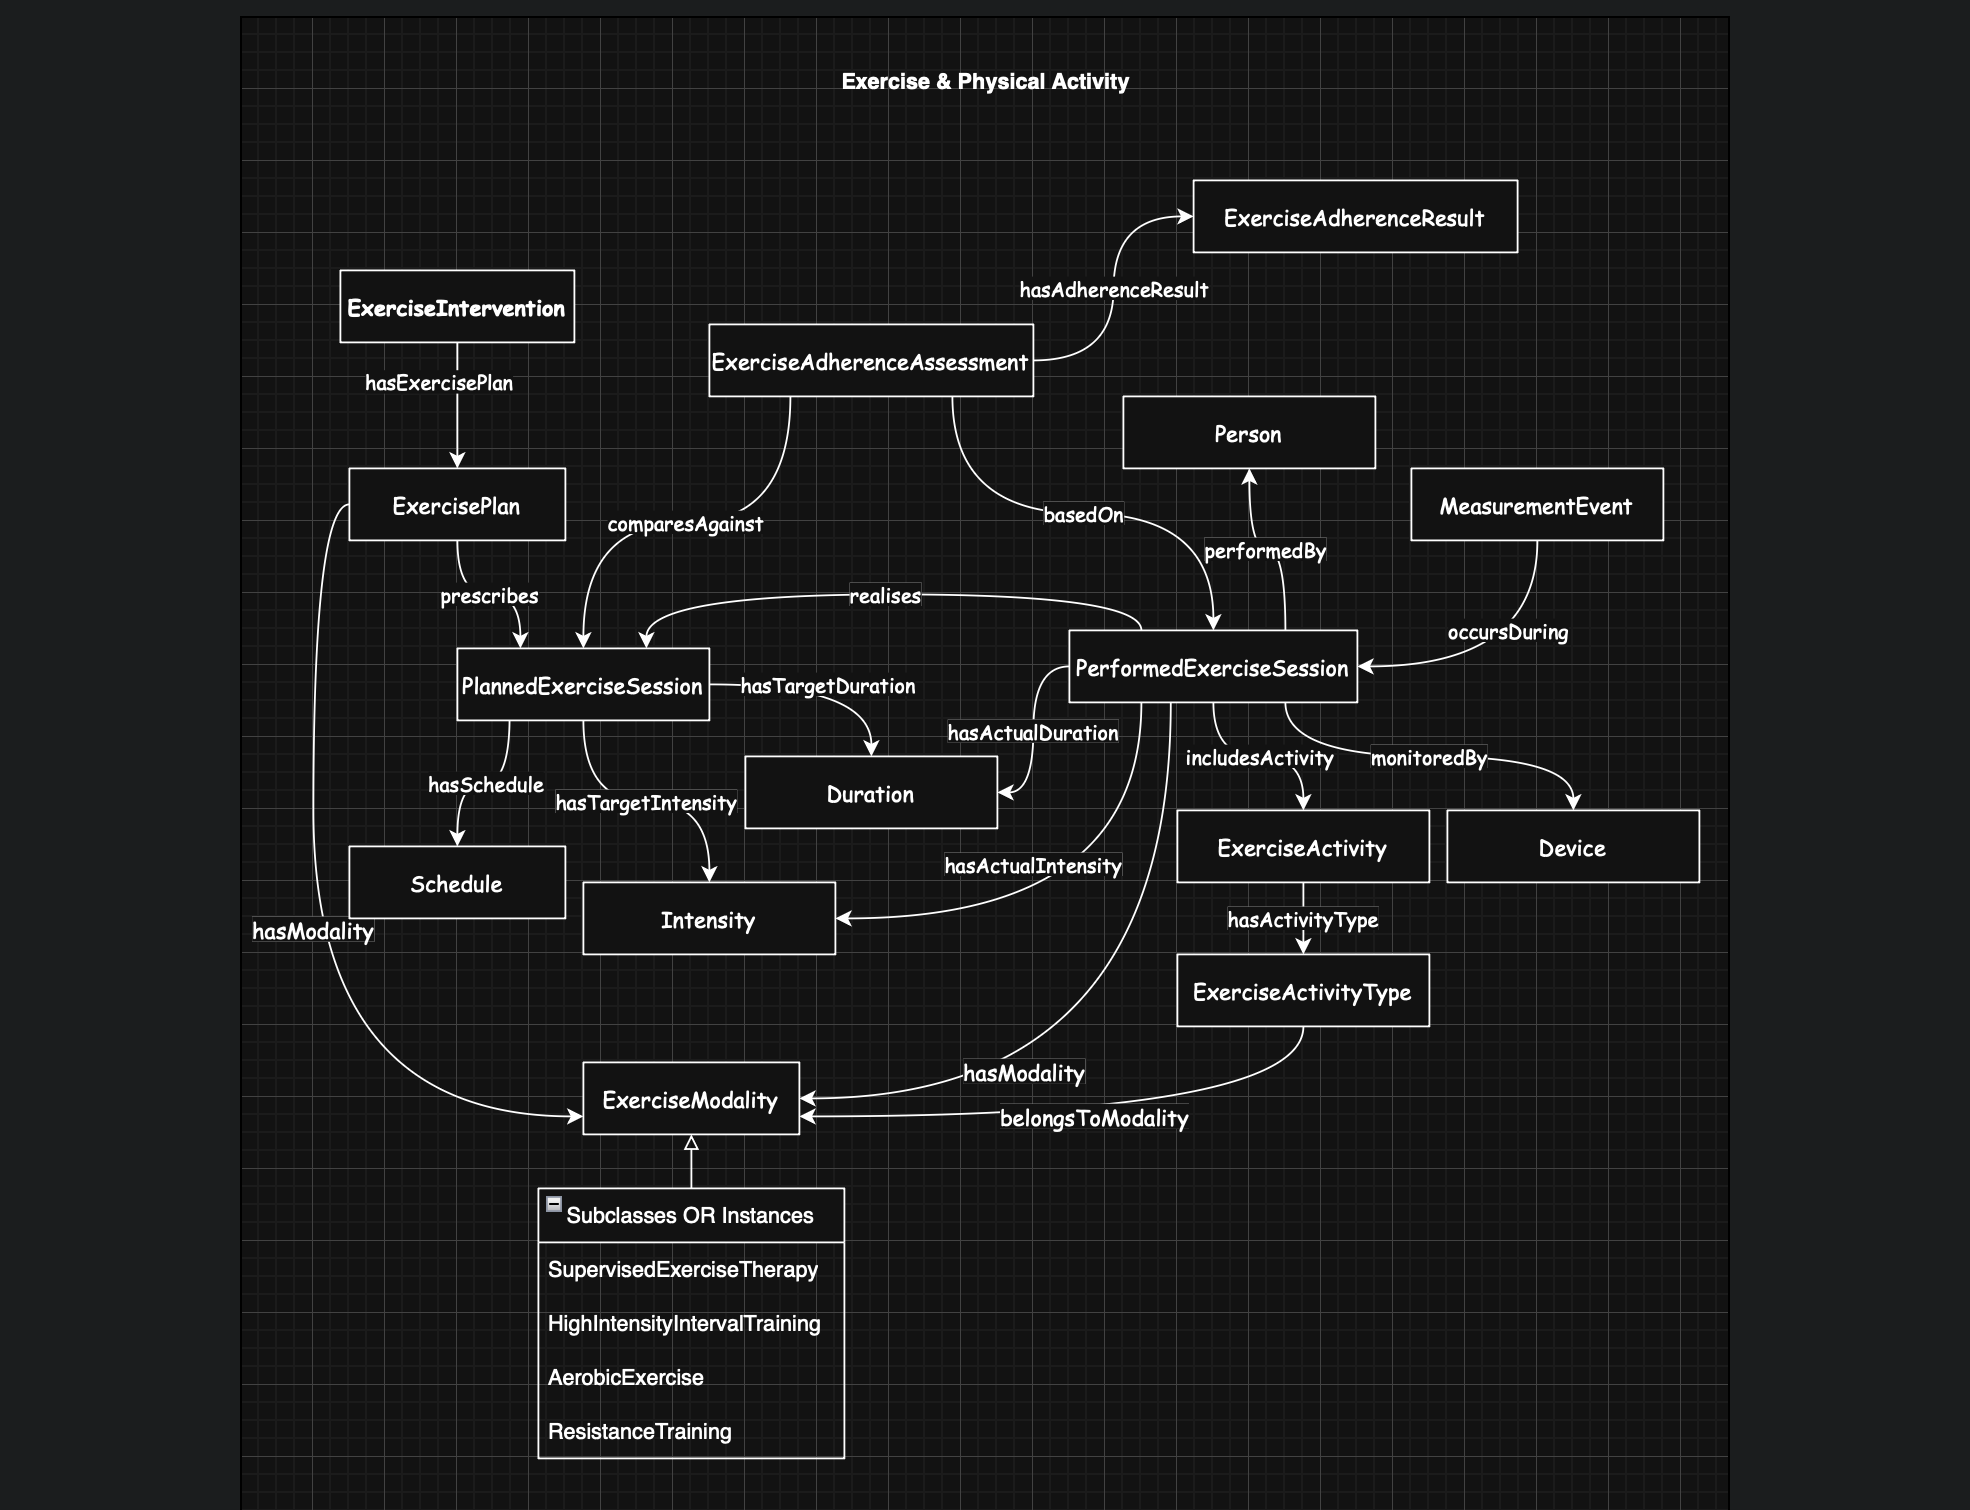 Exercise & Physical Activity
ExerciseAdherenceResult
hasAdherenceResult
ExerciseIntervention
ExerciseAdherenceAssessment
hasExercisePlan
Person
ExercisePlan
MeasurementEvent
comparesAgainst
basedOn
performedBy
prescribes
realises
occursDuring
PlannedExerciseSession
hasTargetDuration
PerformedExerciseSession
hasActualDuration
includesActivity
monitoredBy
hasSchedule
hasTargetIntensity
Duration
ExerciseActivity
Device
hasActualIntensity
Schedule
Intensity
hasActivityType
hasModality
ExerciseActivityType
hasModality
ExerciseModality
belongsToModality
Subclasses OR Instances
SupervisedExerciseTherapy
HighIntensityIntervalTraining
AerobicExercise
ResistanceTraining